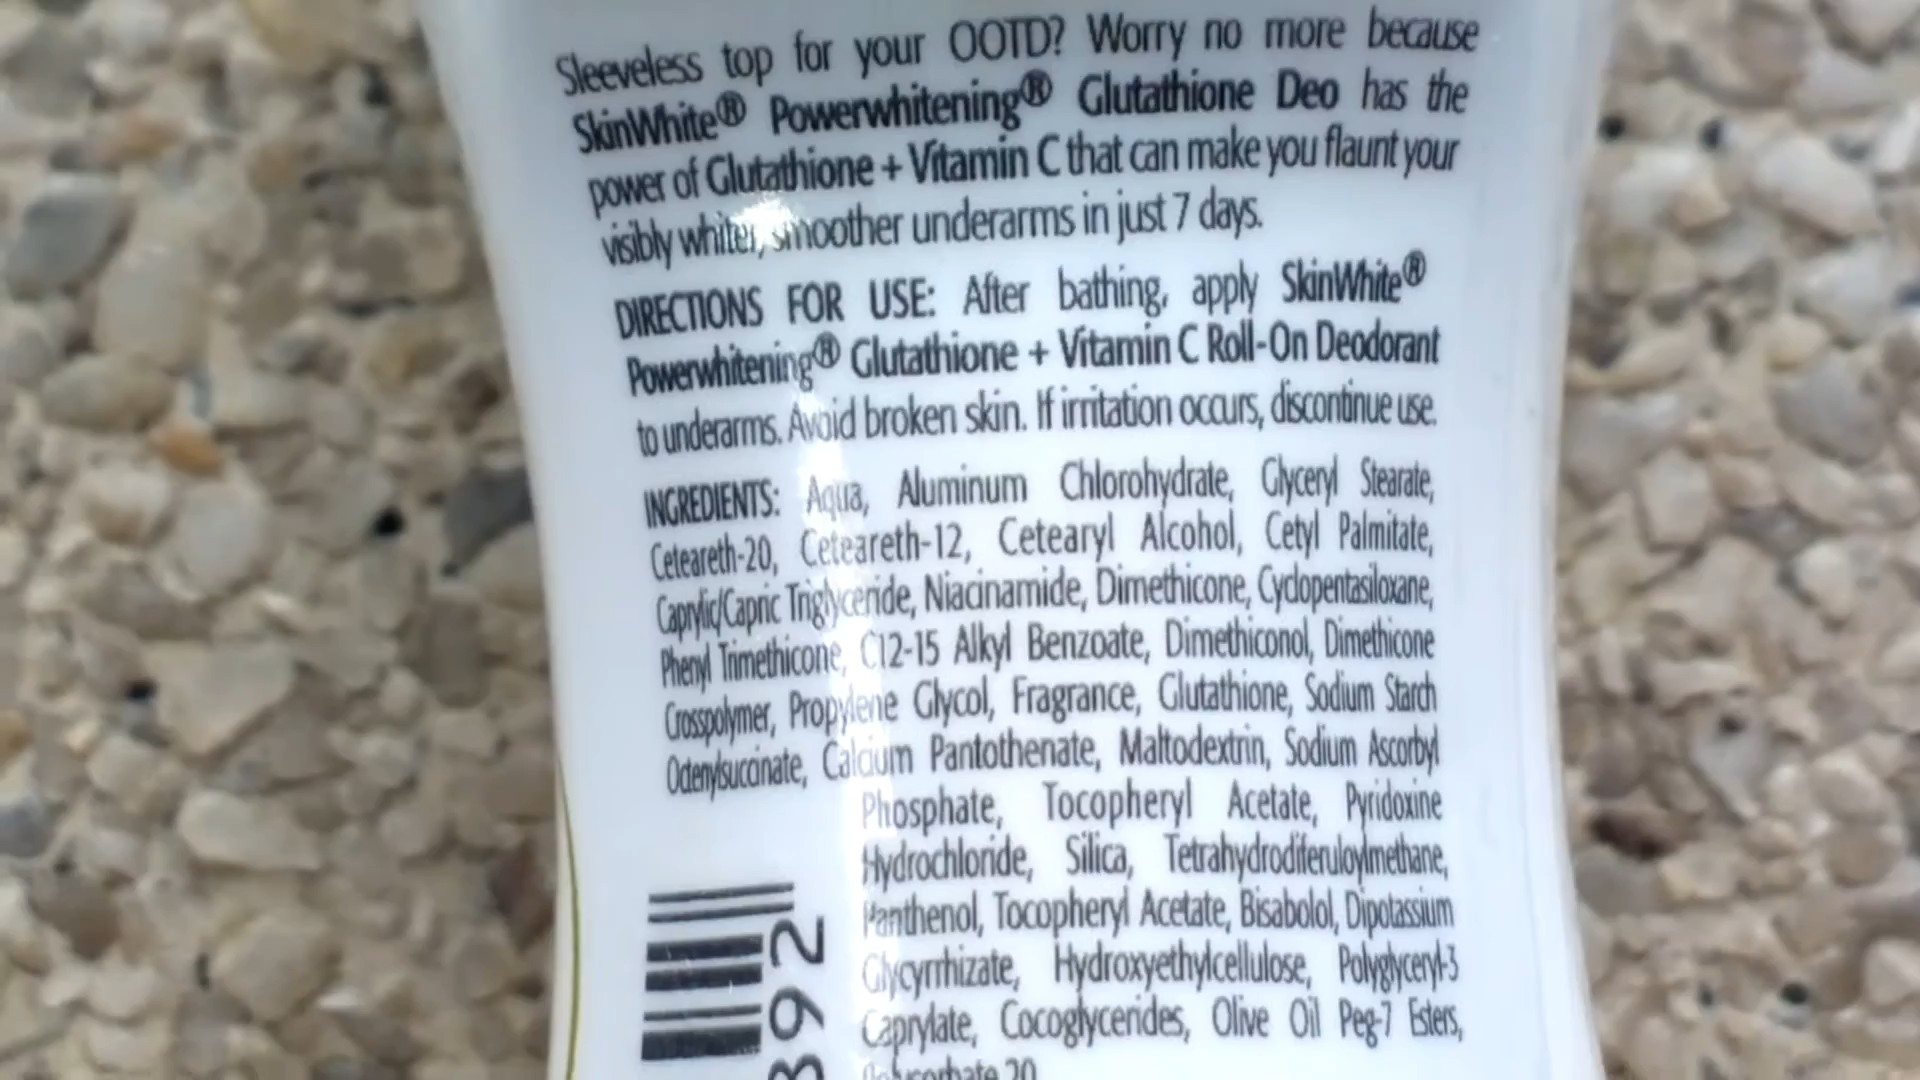 Sleeveless top for your OOTD? Worry no more because
SkinWhite® Powerwhitening® Glutathione Deo has the
power of Glutathione + Vitamin C that can make you flaunt your
visibly whiter, smoother underarms in just 7 days.
DIRECTIONS FOR USE: After bathing, apply SkinWhite®
Powerwhitening® Glutathione + Vitamin C Roll-On Deodorant
to underarms. Avoid broken skin. If irritation occurs, discontinue use.
INGREDIENTS: Aqua, Aluminum Chlorohydrate, Glyceryl Stearate,
Ceteareth-20, Ceteareth-12, Cetearyl Alcohol, Cetyl Palmitate,
Caprylic/Capric Triglyceride, Niacinamide, Dimethicone, Cyclopentasiloxane,
Phenyl Trimethicone, C12-15 Alkyl Benzoate, Dimethiconol, Dimethicone
Crosspolymer, Propylene Glycol, Fragrance, Glutathione, Sodium Starch
Octenylsuccinate, Calcium Pantothenate, Maltodextrin, Sodium Ascorbyl
Phosphate, Tocopheryl Acetate, Pyridoxine
Hydrochloride, Silica, Tetrahydrodiferuloylmethane,
Panthenol, Tocopheryl Acetate, Bisabolol, Dipotassium
Glycyrrhizate, Hydroxyethylcellulose, Polyglyceryl-3
Caprylate, Cocoglycerides, Olive Oil Peg-7 Esters,
20
392